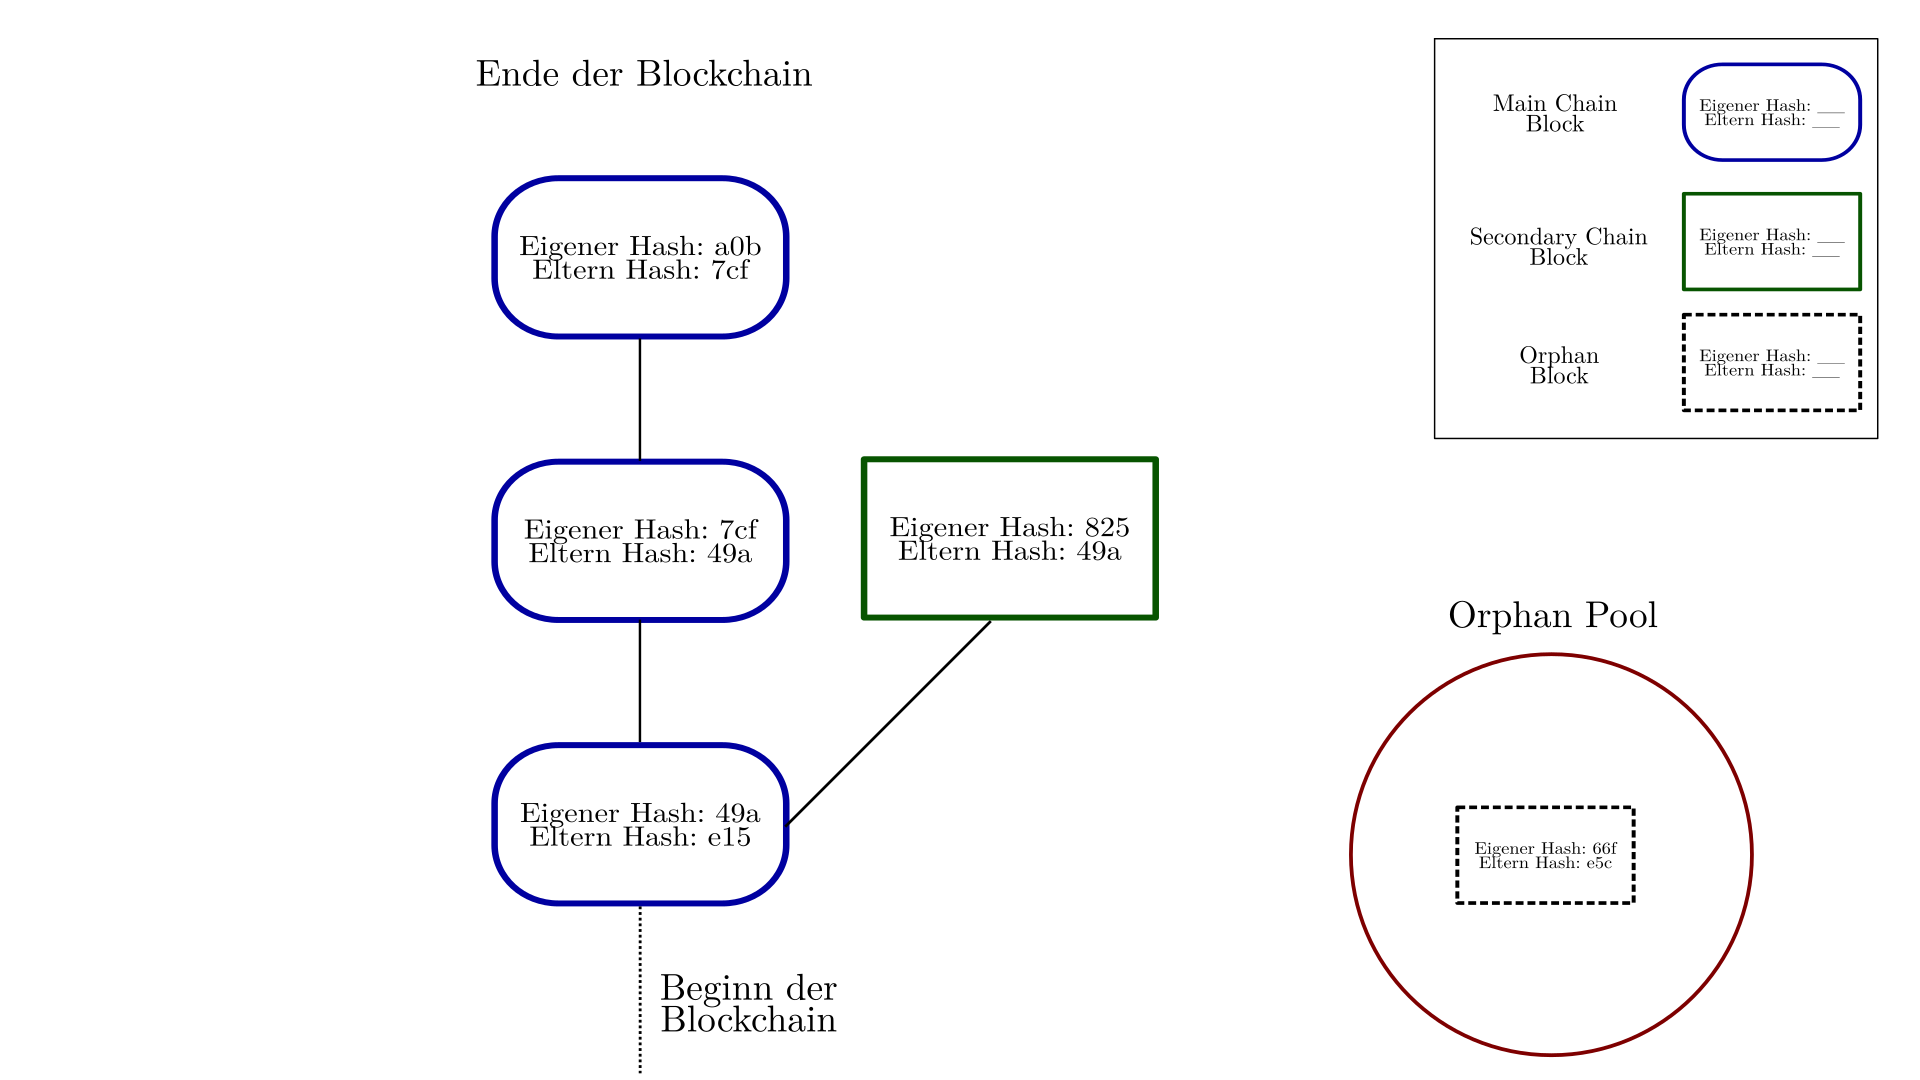 Ende der Blockchain
Eigener Hash: a0b
Eltern Hash: 7cf
Eigener Hash: 7cf
Eltern Hash: 49a
Eigener Hash: 825
Eltern Hash: 49a
Eigener Hash: 49a
Eltern Hash: e15
Beginn der
Blockchain
Main Chain
Block
Eigener Hash: ___
Eltern Hash: ___
Secondary Chain
Block
Eigener Hash: ___
Eltern Hash: ___
Orphan
Block
Eigener Hash: ___
Eltern Hash: ___
Orphan Pool
Eigener Hash: 66f
Eltern Hash: e5c